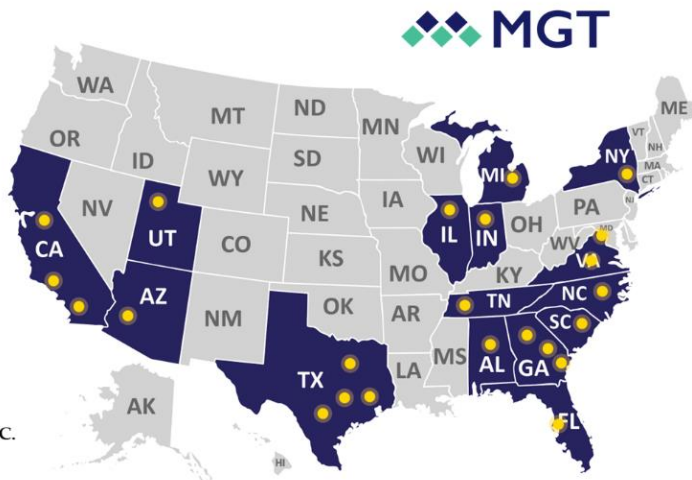 MGT
WA
MT
ND
MN
ME
OR
ID
WY
SD
WI
MI
NY
VT
NH
MA
CT
NV
UT
CO
NE
IA
IL
IN
OH
PA
NJ
MD
CA
AZ
NM
KS
MO
KY
WV
VA
OK
AR
TN
NC
SC
TX
LA
MS
AL
GA
FL
AK
HI
C.